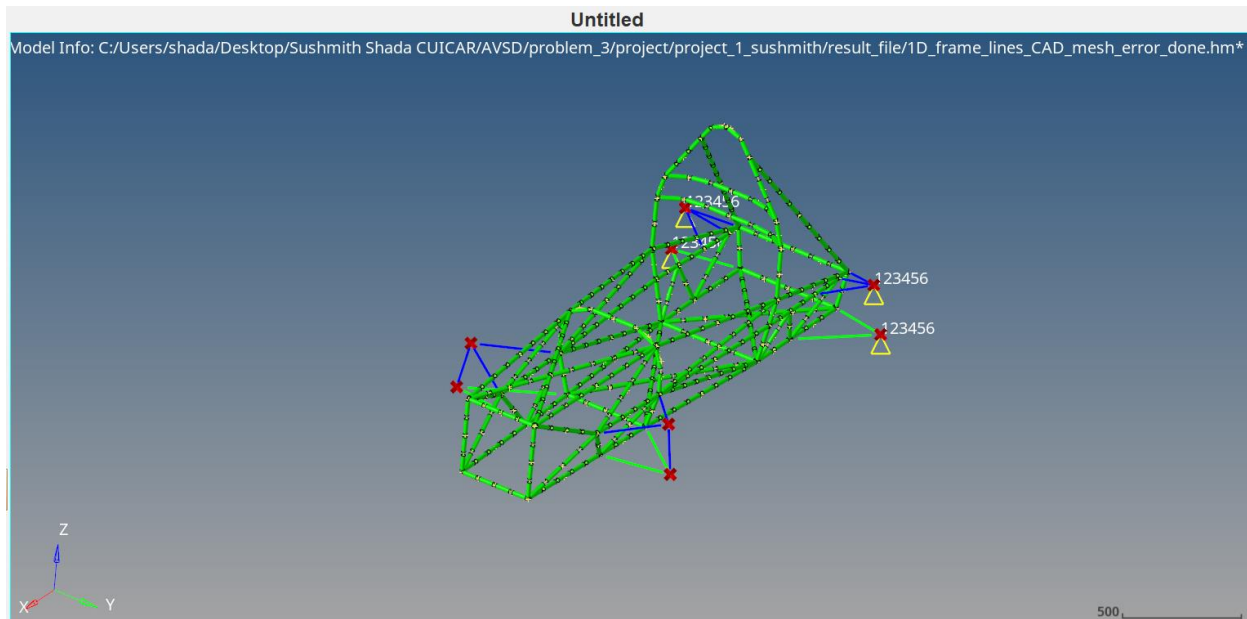 Untitled
Model Info: C:/Users/shada/Desktop/Sushmith Shada CUICAR/AVSD/problem_3/project/project_1_sushmith/result_file/1D_frame_lines_CAD_mesh_error_done.hm*
123456
123456
123456
Z
X
Y
500